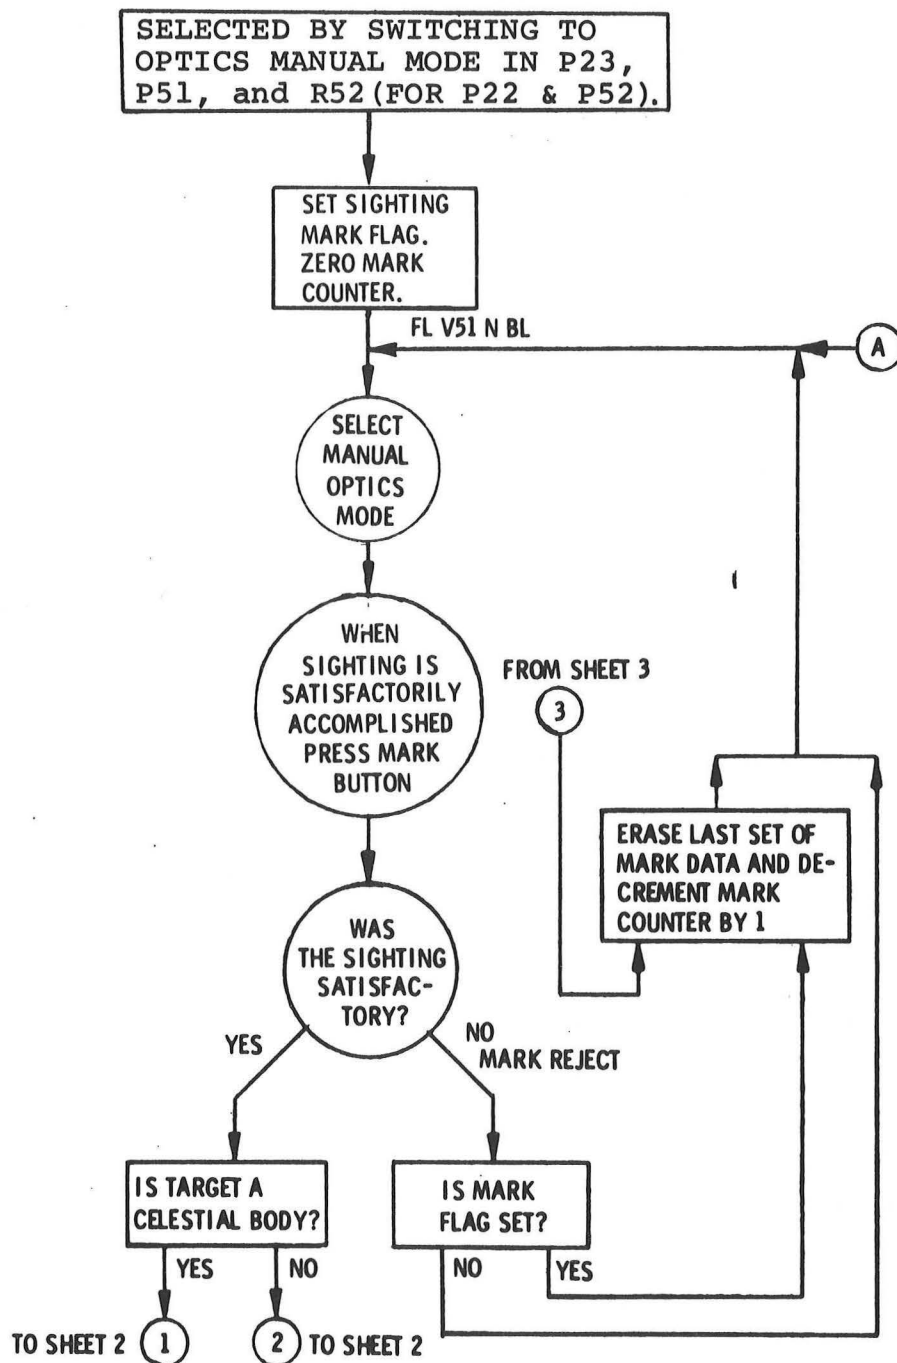 SELECTED BY SWITCHING TO
OPTICS MANUAL MODE IN P23,
P51, and R52(FOR P22 & P52).
SET SIGHTING
MARK FLAG.
ZERO MARK
COUNTER.
FL V51 N BL
A
SELECT
MANUAL
OPTICS
MODE
WHEN
SIGHTING IS
SATISFACTORILY
ACCOMPLISHED
PRESS MARK
BUTTON
FROM SHEET 3
3
ERASE LAST SET OF
MARK DATA AND DE-
CREMENT MARK
COUNTER BY 1
WAS
THE SIGHTING
SATISFAC-
TORY?
YES
NO
MARK REJECT
IS TARGET A
CELESTIAL BODY?
IS MARK
FLAG SET?
YES
NO
NO
YES
TO SHEET 2
1
2
TO SHEET 2